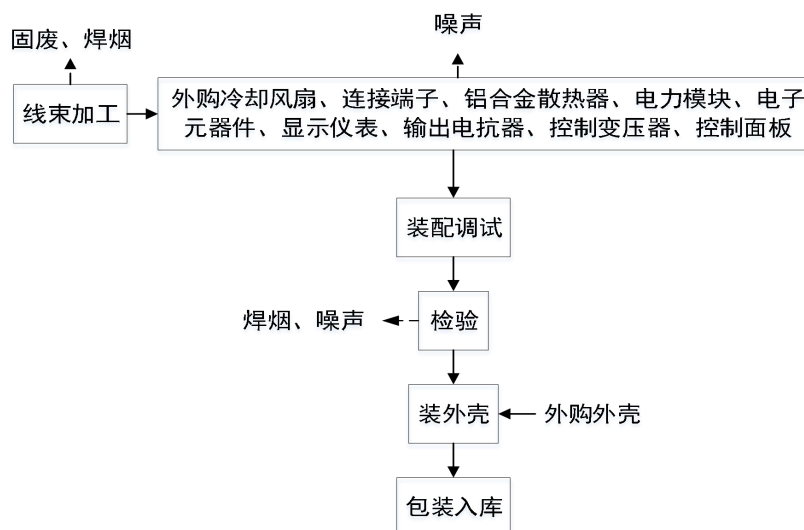 噪声
固废、焊烟
线束加工
外购冷却风扇、连接端子、铝合金散热器、电力模块、电子
元器件、显示仪表、输出电抗器、控制变压器、控制面板
装配调试
焊烟、噪声
检验
装外壳
外购外壳
包装入库